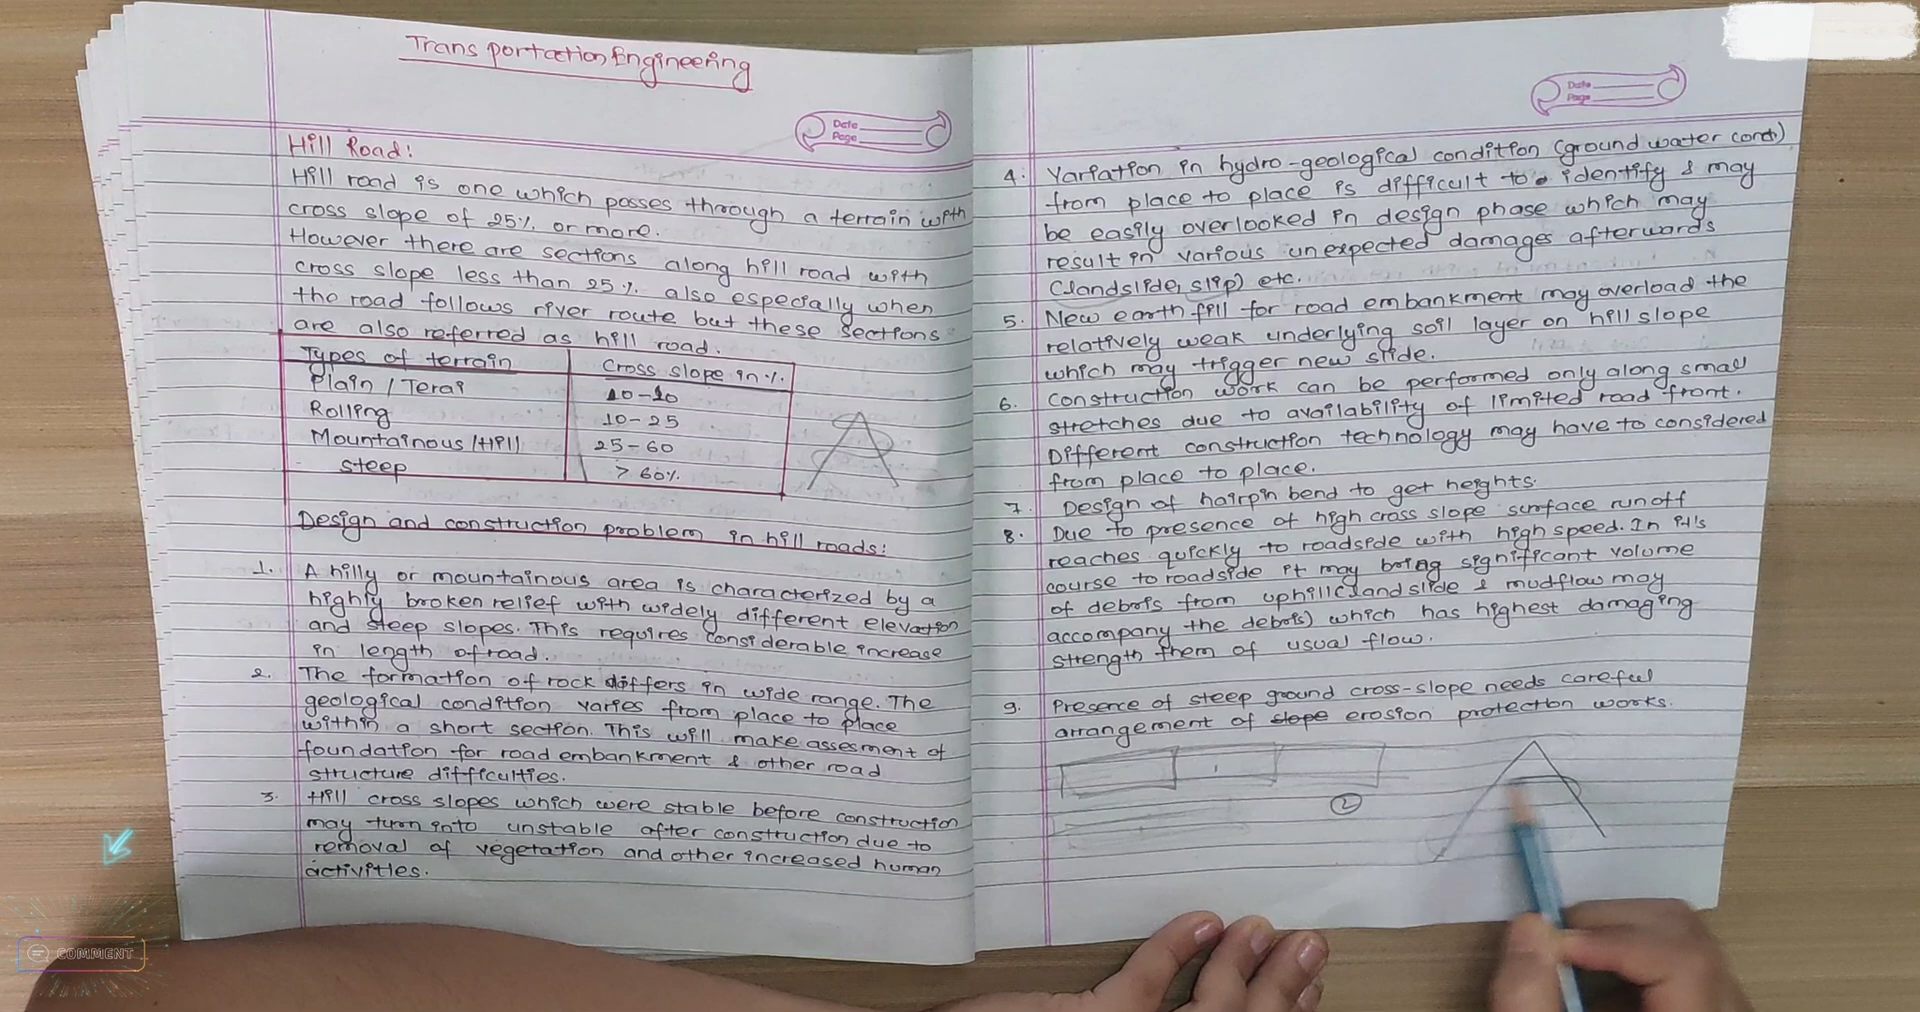 Transportation Engineering
Date
Page
Hill Road:
Hill road is one which passes through a terrain with
cross slope of 25% or more.
However there are sections along hill road with
cross slope less than 25% also especially when
the road follows river route but these sections
are also referred as hill road.
Types of terrain Cross slope in %
Plain / Terai 10-20
Rolling 10-25
Mountainous /Hill 25-60
steep > 60%
Design and construction problem in hill roads:
1. A hilly or mountainous area is characterized by a
highly broken relief with widely different elevation
and steep slopes. This requires considerable increase
in length of road.
2. The formation of rock differs in wide range. The
geological condition varies from place to place
within a short section. This will make assesment of
foundation for road embankment & other road
structure difficulties.
3. Hill cross slopes which were stable before construction
may turn into unstable after construction due to
removal of vegetation and other increased human
activities.
Date
Page
4. Variation in hydro-geological condition (ground water cont.)
from place to place is difficult to identify & may
be easily overlooked in design phase which may
result in various unexpected damages afterwards
(landslide, slip) etc.
5. New earth fill for road embankment may overload the
relatively weak underlying soil layer on hill slope
which may trigger new slide.
6. Construction work can be performed only along small
stretches due to availability of limited road front.
Different construction technology may have to considered
from place to place.
7. Design of hairpin bend to get heights.
8. Due to presence of high cross slope surface runoff
reaches quickly to roadside with high speed. In it's
course to roadside it may bring significant volume
of debris from uphill(landslide & mudflow may
accompany the debris) which has highest damaging
strength them of usual flow.
9. Presence of steep ground cross-slope needs careful
arrangement of slope erosion protection works.
2
COMMENT